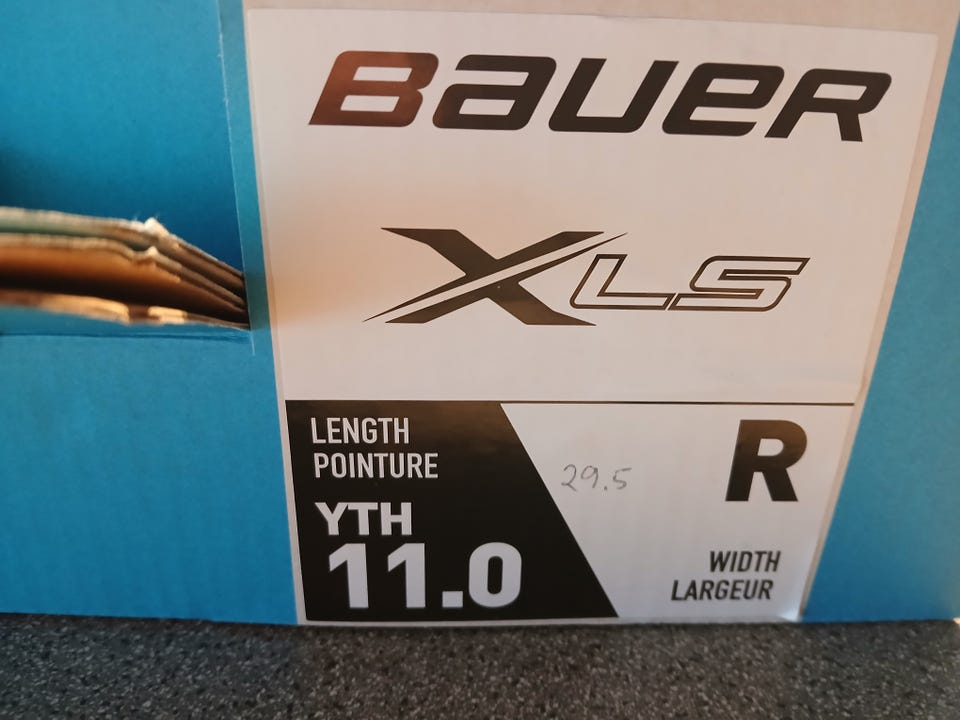 BAUER
XLS
LENGTH
POINTURE
YTH
11.0
29.5
R
WIDTH
LARGEUR